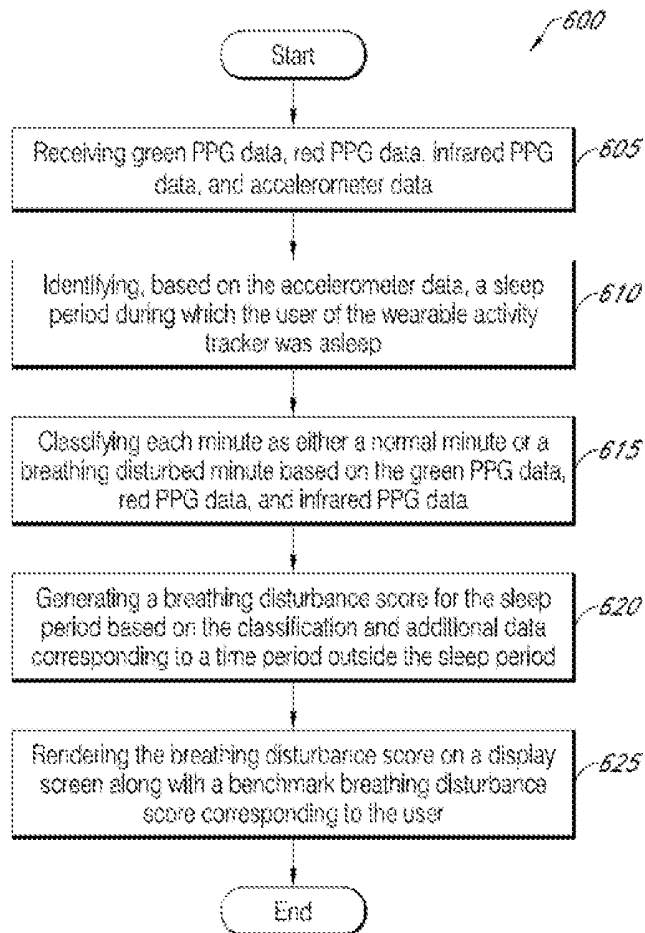 600
Start
Receiving green PPG data, red PPG data, infrared PPG
data, and accelerometer data
605
Identifying, based on the accelerometer data, a sleep
period during which the user of the wearable activity
tracker was asleep
610
Classifying each minute as either a normal minute or a
breathing disturbed minute based on the green PPG data,
red PPG data, and infrared PPG data
615
Generating a breathing disturbance score for the sleep
period based on the classification and additional data
corresponding to a time period outside the sleep period
620
Rendering the breathing disturbance score on a display
screen along with a benchmark breathing disturbance
score corresponding to the user
625
End